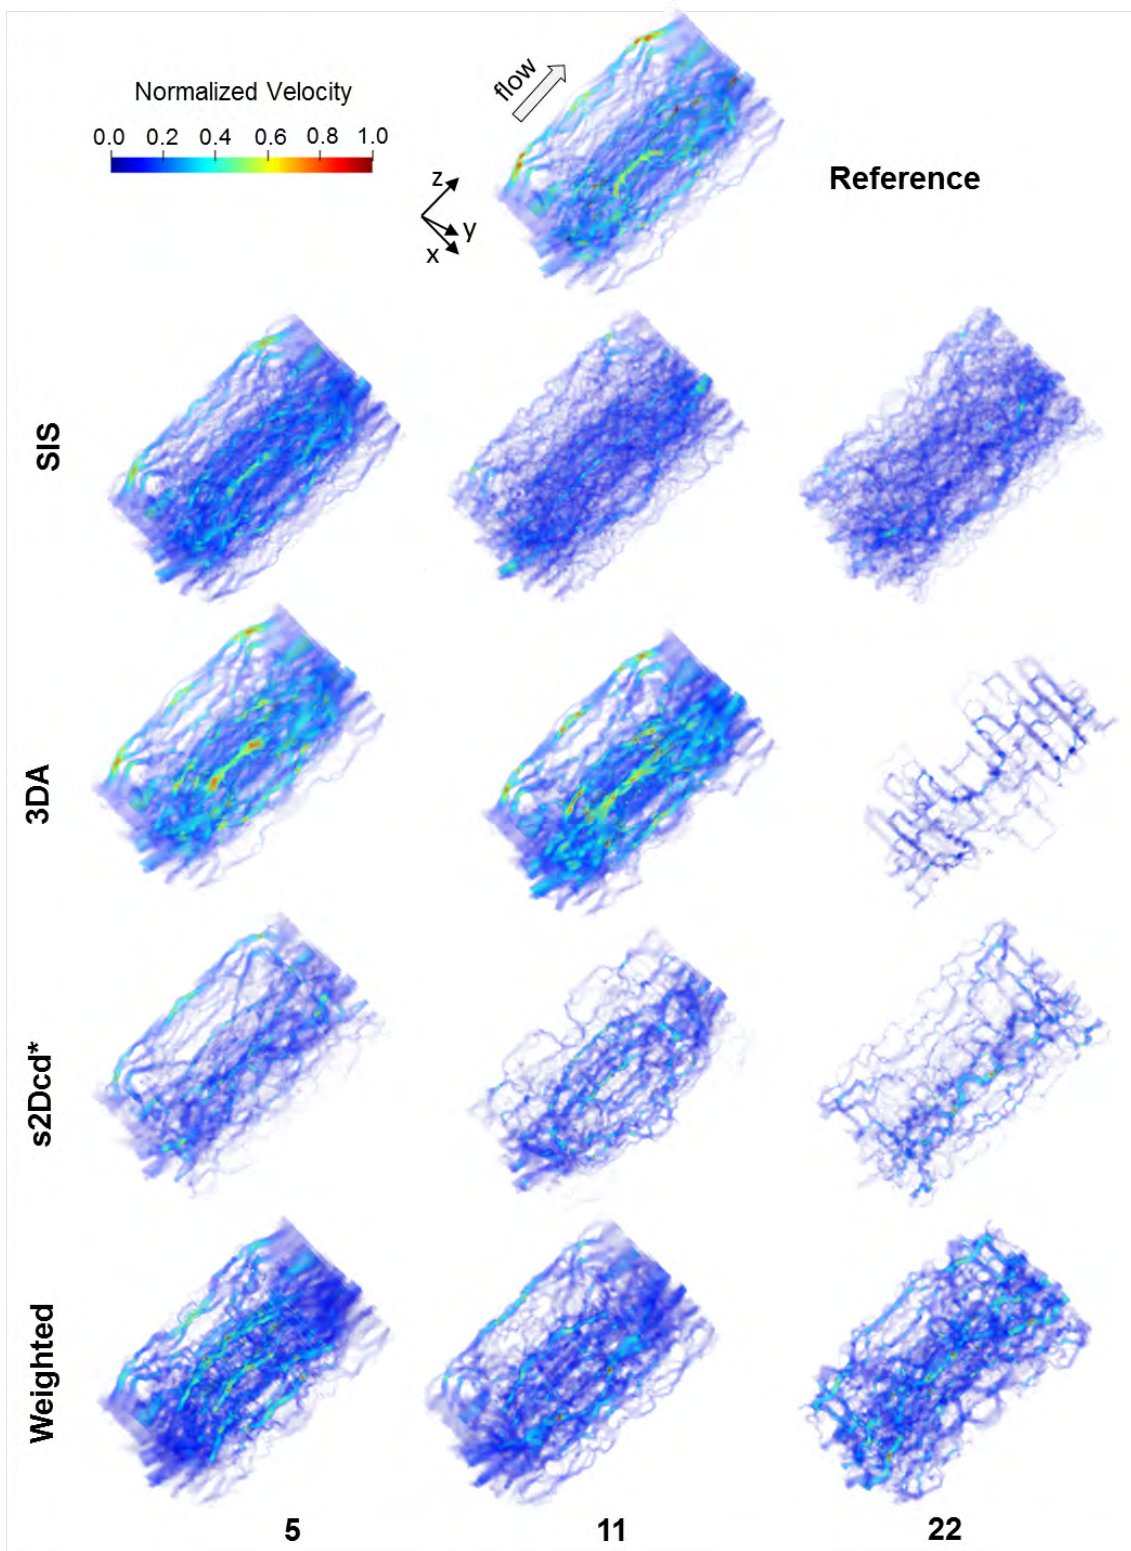 flow
Normalized Velocity
0.0 0.2 0.4 0.6 0.8 1.0
z
y
x
Reference
SIS
3DA
s2Dcd*
Weighted
5 11 22